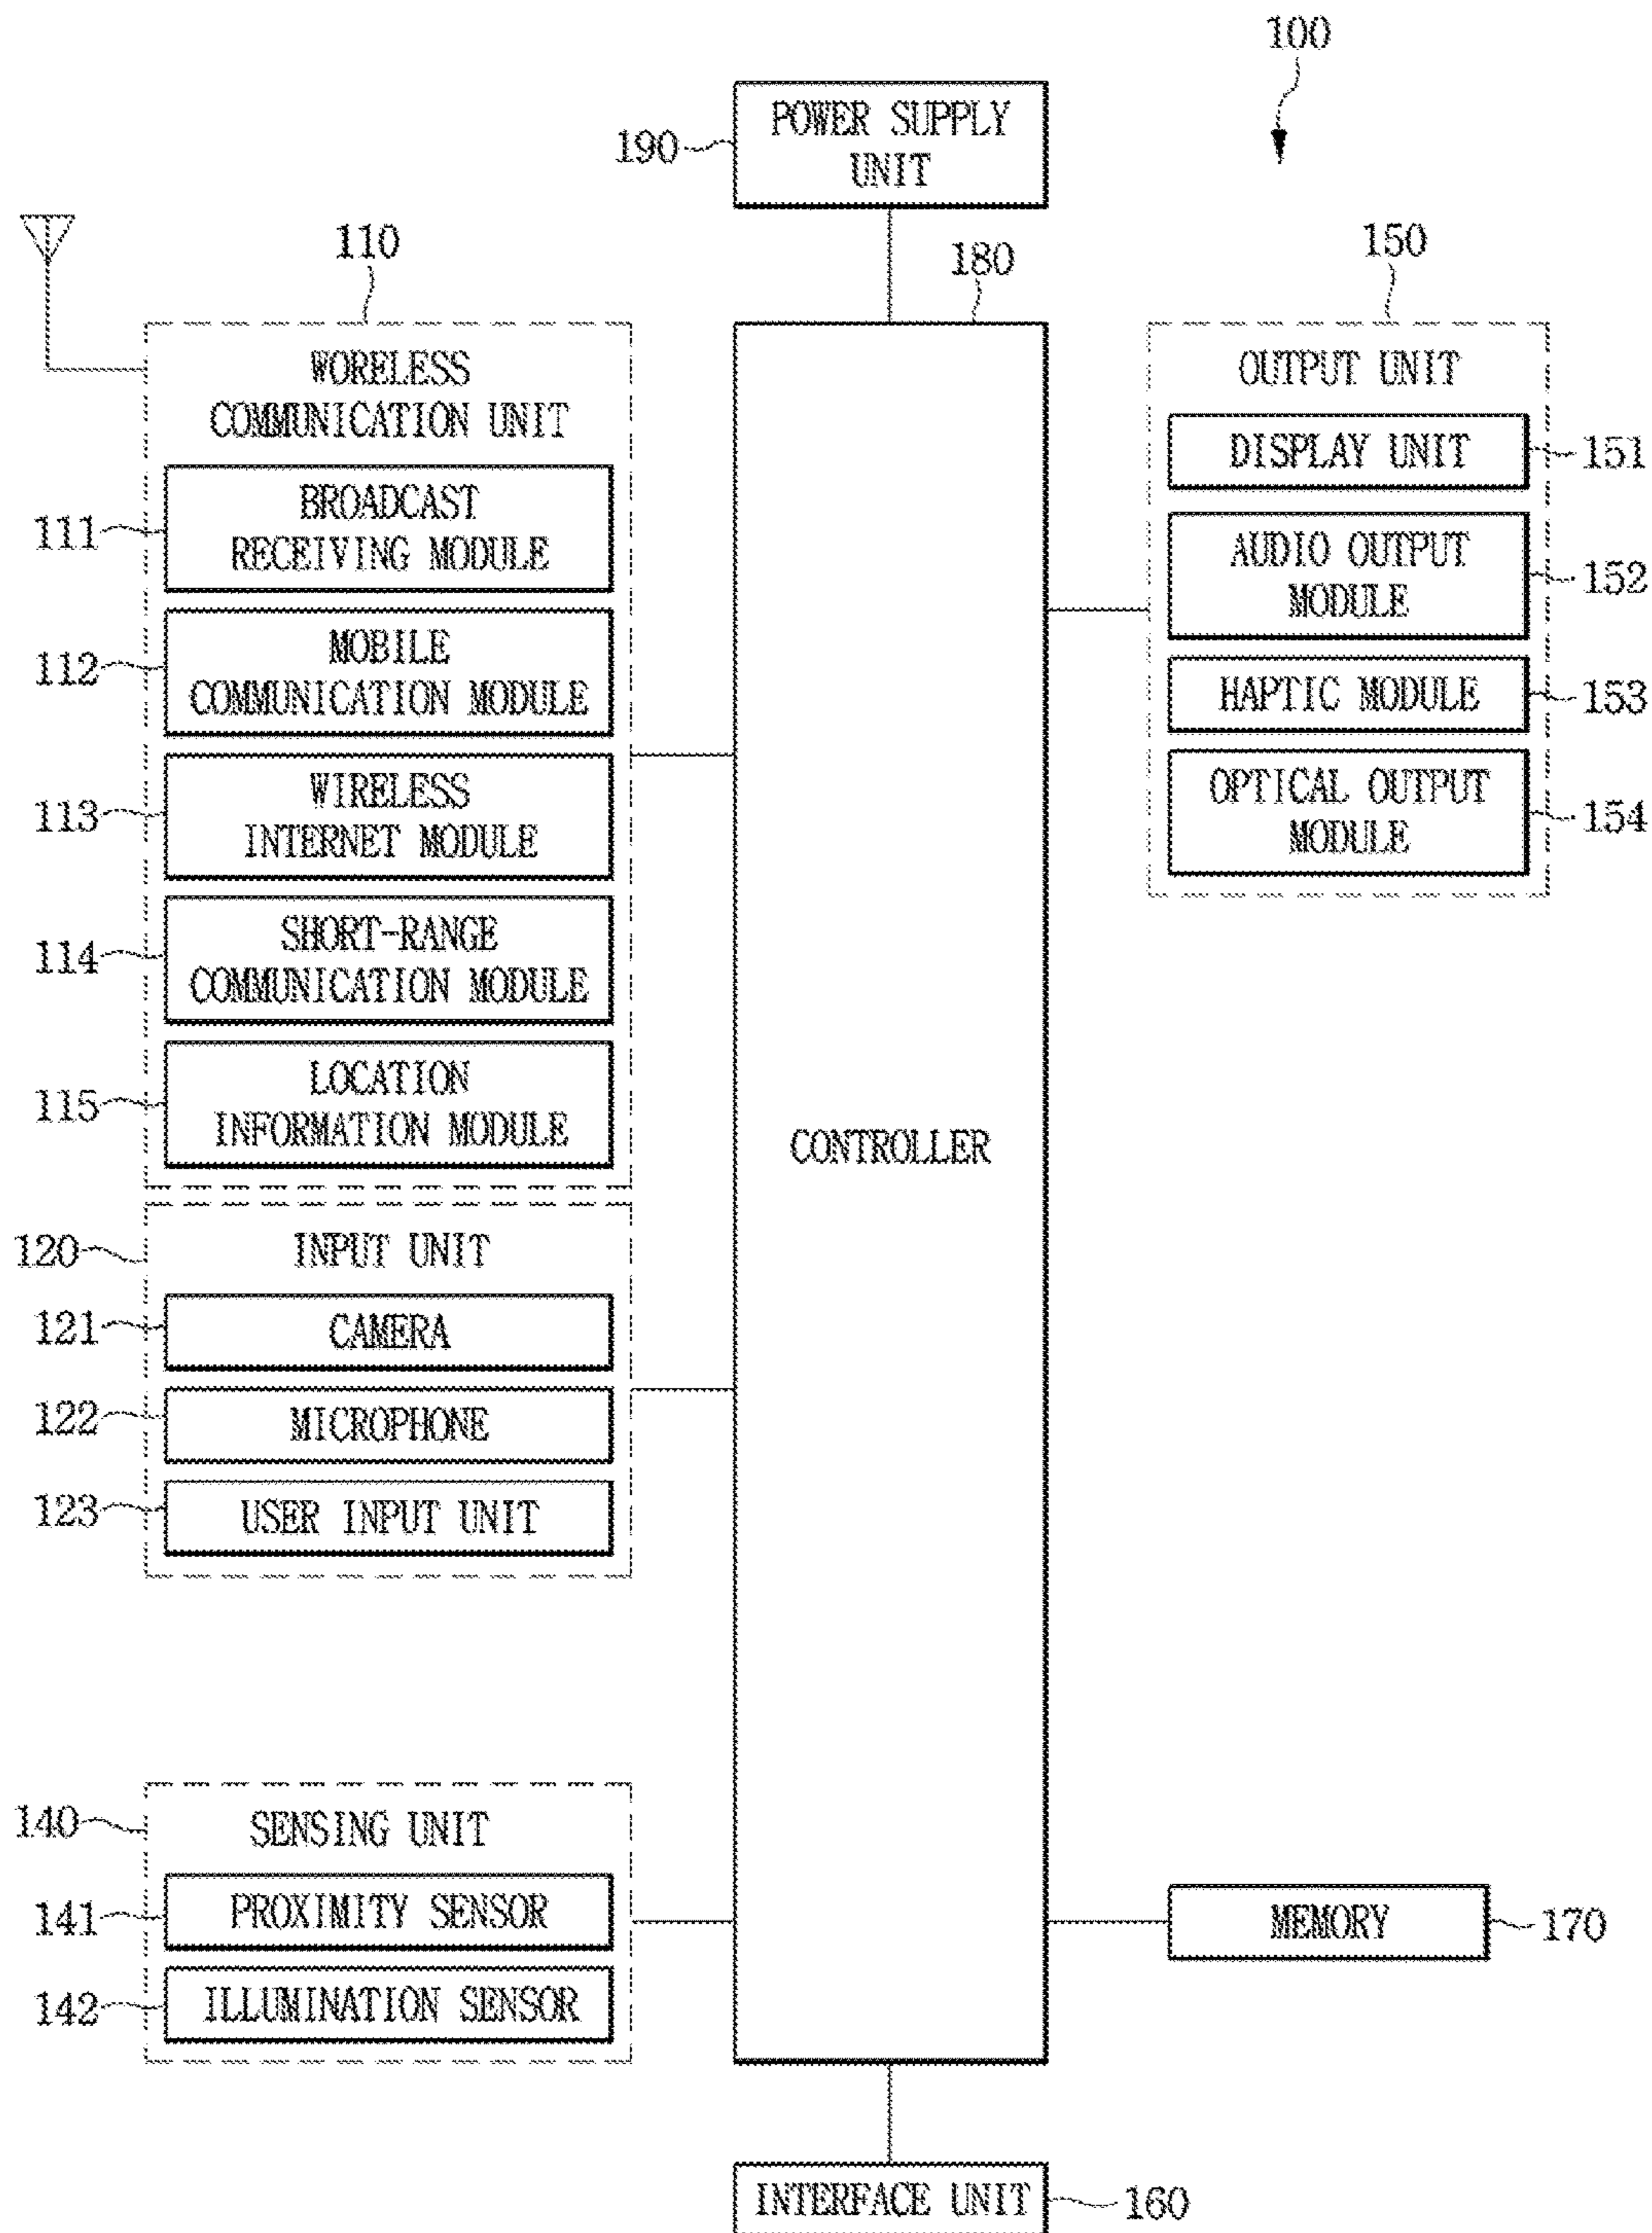 100
POWER SUPPLY
UNIT
190
110
180
150
WORELESS
COMMUNICATION UNIT
BROADCAST
RECEIVING MODULE
111
MOBILE
COMMUNICATION MODULE
112
WIRELESS
INTERNET MODULE
113
SHORT-RANGE
COMMUNICATION MODULE
114
LOCATION
INFORMATION MODULE
115
120
INPUT UNIT
121
CAMERA
122
MICROPHONE
123
USER INPUT UNIT
140
SENSING UNIT
141
PROXIMITY SENSOR
142
ILLUMINATION SENSOR
CONTROLLER
OUTPUT UNIT
DISPLAY UNIT
151
AUDIO OUTPUT
MODULE
152
HAPTIC MODULE
153
OPTICAL OUTPUT
MODULE
154
MEMORY
170
INTERFACE UNIT
160